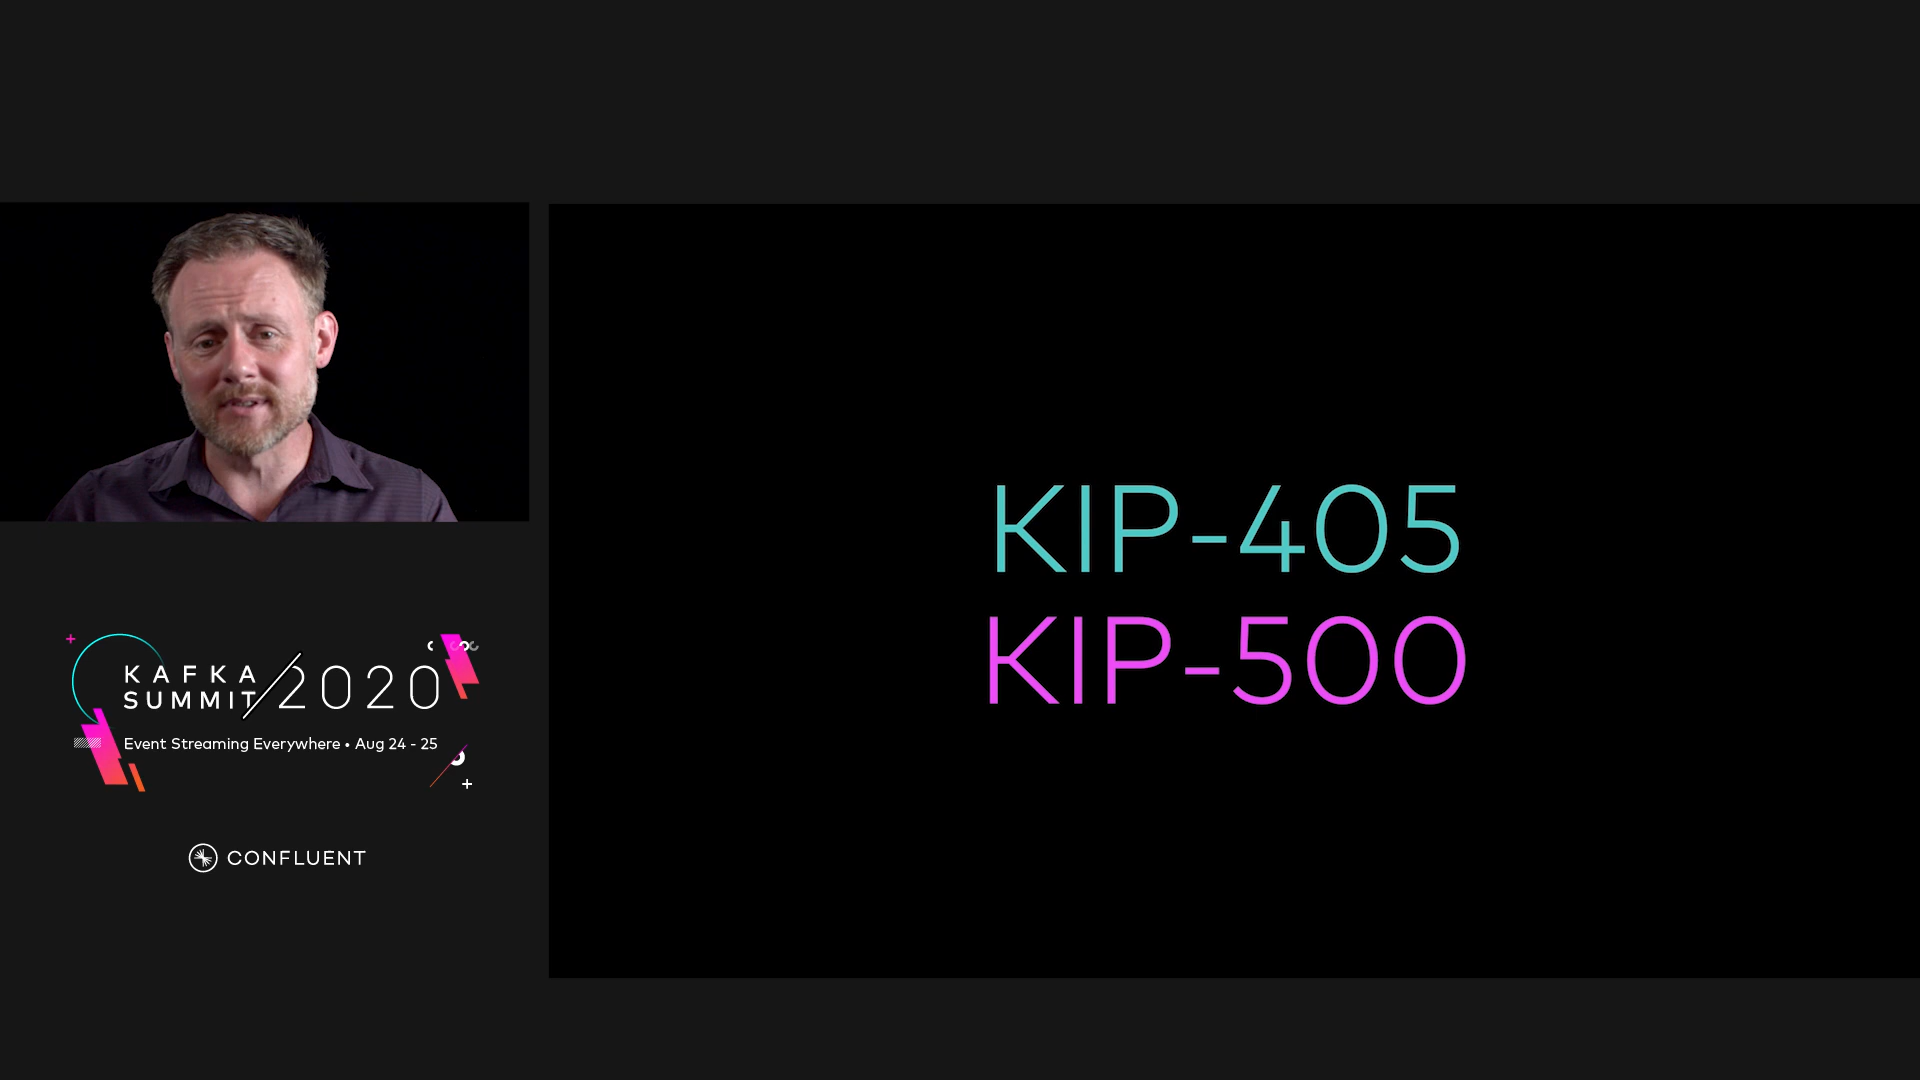 KAFKA
SUMMIT
2020
Event Streaming Everywhere • Aug 24 - 25
CONFLUENT
KIP-405
KIP-500